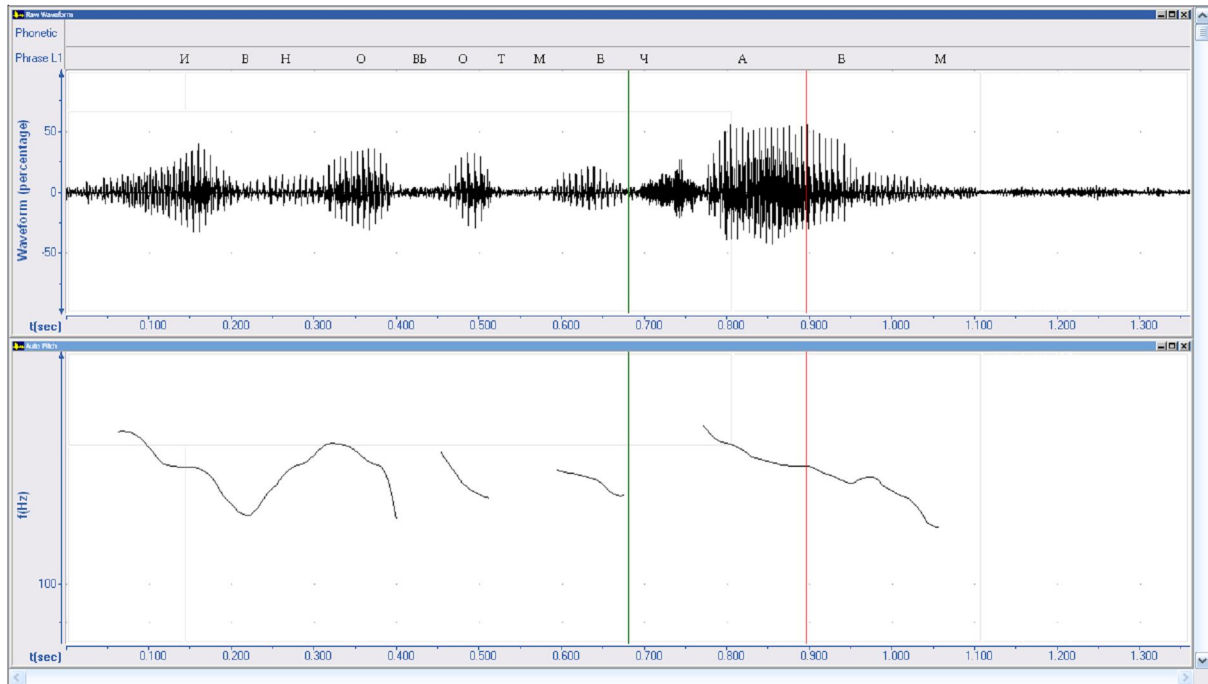 Raw Waveform
Phonetic
Phrase L1 И В Н О ВЬ О Т М Е Ч А Е М
Waveform (percentage)
50
0
-50
t(sec) 0.100 0.200 0.300 0.400 0.500 0.600 0.700 0.800 0.900 1.000 1.100 1.200 1.300
Auto Pitch
f(Hz)
100
t(sec) 0.100 0.200 0.300 0.400 0.500 0.600 0.700 0.800 0.900 1.000 1.100 1.200 1.300